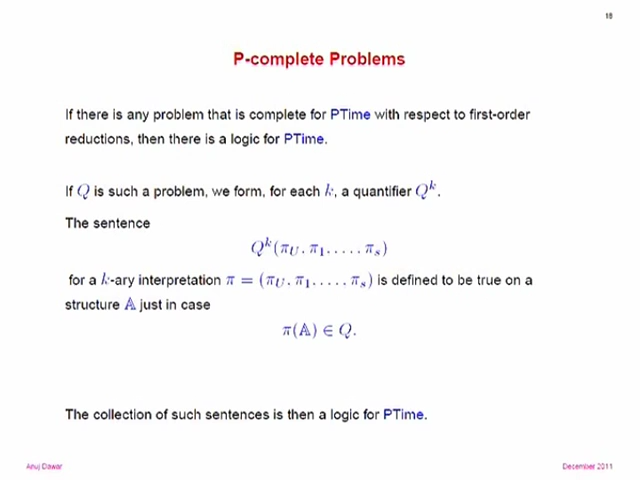 18
P-complete Problems
If there is any problem that is complete for PTime with respect to first-order
reductions, then there is a logic for PTime.
If Q is such a problem, we form, for each k, a quantifier Q^k.
The sentence
Q^k(π_U, π_1, . . . , π_s)
for a k-ary interpretation π = (π_U, π_1, . . . , π_s) is defined to be true on a
structure 𝔸 just in case
π(𝔸) ∈ Q.
The collection of such sentences is then a logic for PTime.
Anuj Dawar
December 2011